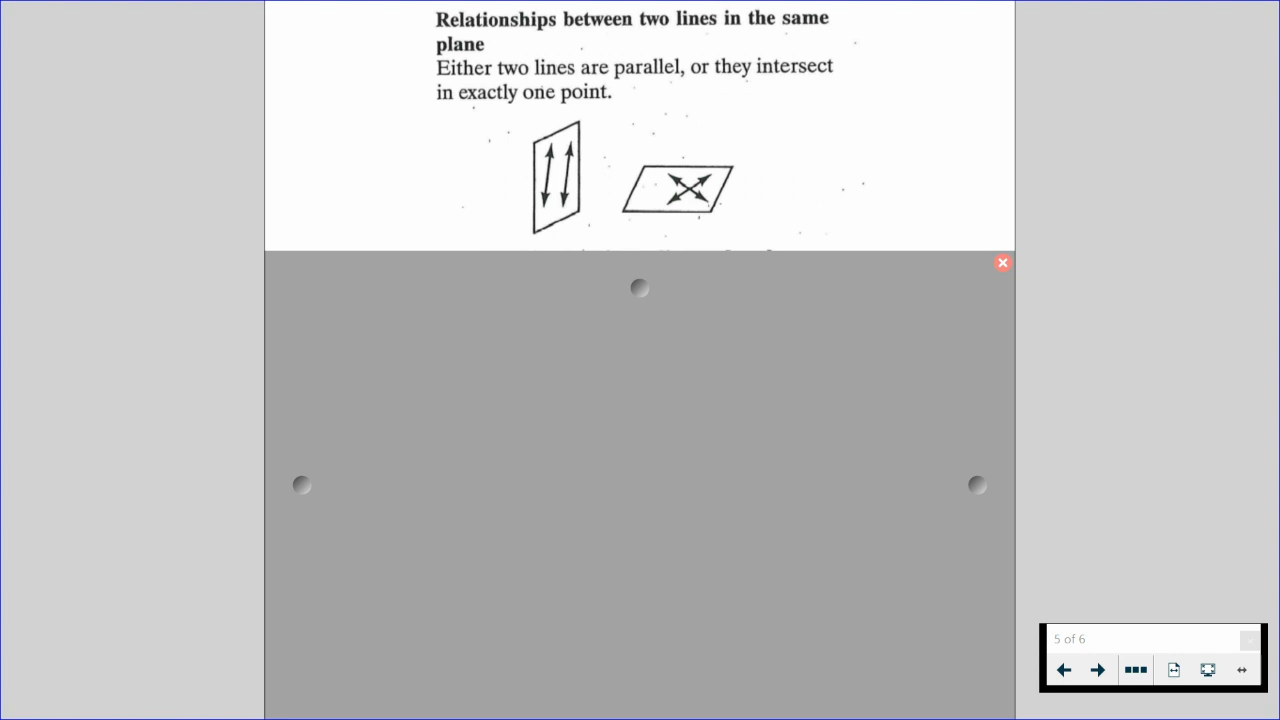 Relationships between two lines in the same
plane
Either two lines are parallel, or they intersect
in exactly one point.
5 of 6